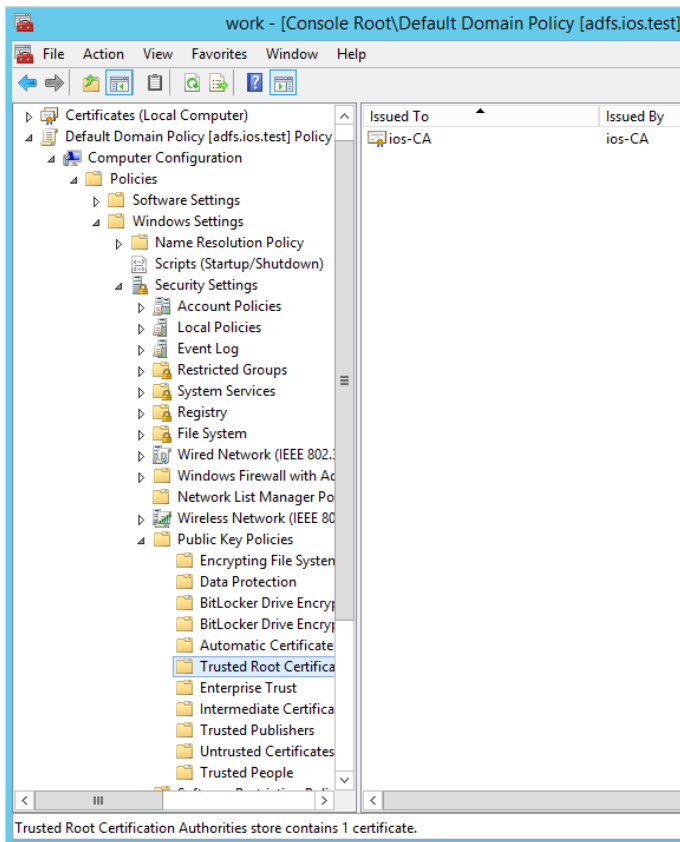 work - [Console Root\Default Domain Policy [adfs.ios.test]
File Action View Favorites Window Help
Issued To Issued By
Certificates (Local Computer)
ios-CA ios-CA
Default Domain Policy [adfs.ios.test] Policy
Computer Configuration
Policies
Software Settings
Windows Settings
Name Resolution Policy
Scripts (Startup/Shutdown)
Security Settings
Account Policies
Local Policies
Event Log
Restricted Groups
System Services
Registry
File System
Wired Network (IEEE 802.3
Windows Firewall with Ad
Network List Manager Po
Wireless Network (IEEE 80
Public Key Policies
Encrypting File System
Data Protection
BitLocker Drive Encryp
BitLocker Drive Encryp
Automatic Certificate
Trusted Root Certifica
Enterprise Trust
Intermediate Certifica
Trusted Publishers
Untrusted Certificates
Trusted People
Trusted Root Certification Authorities store contains 1 certificate.